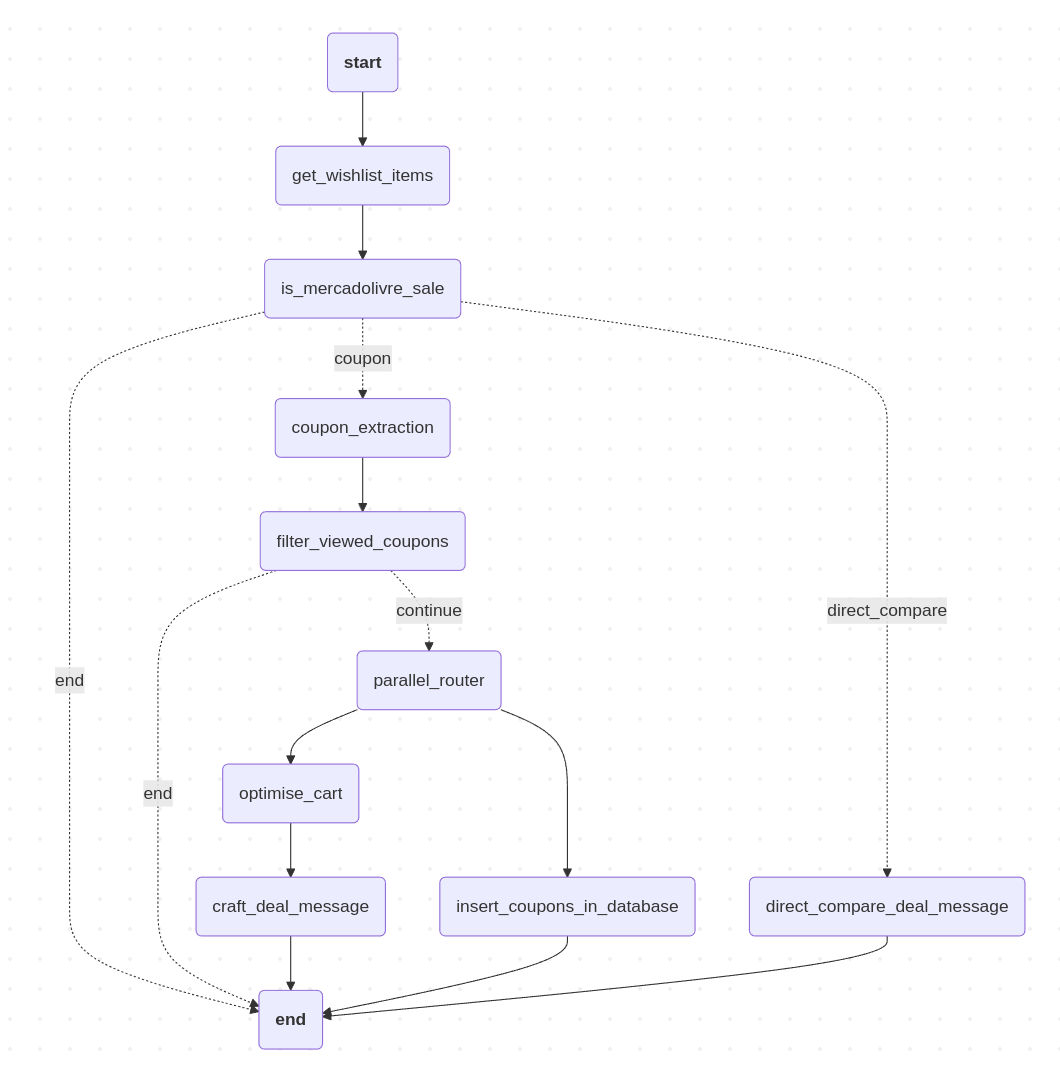 start
get_wishlist_items
is_mercadolivre_sale
coupon
coupon_extraction
filter_viewed_coupons
continue
direct_compare
end
parallel_router
optimise_cart
end
craft_deal_message
insert_coupons_in_database
direct_compare_deal_message
end